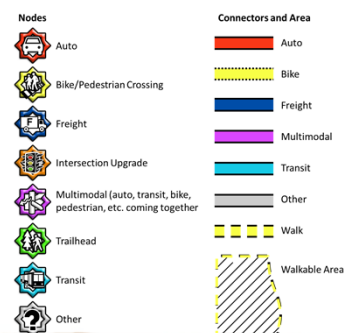 Nodes
Auto
Bike/Pedestrian Crossing
F
Freight
Intersection Upgrade
Multimodal (auto, transit, bike,
pedestrian, etc. coming together
Trailhead
Transit
?
Other
Connectors and Area
Auto
Bike
Freight
Multimodal
Transit
Other
Walk
Walkable Area